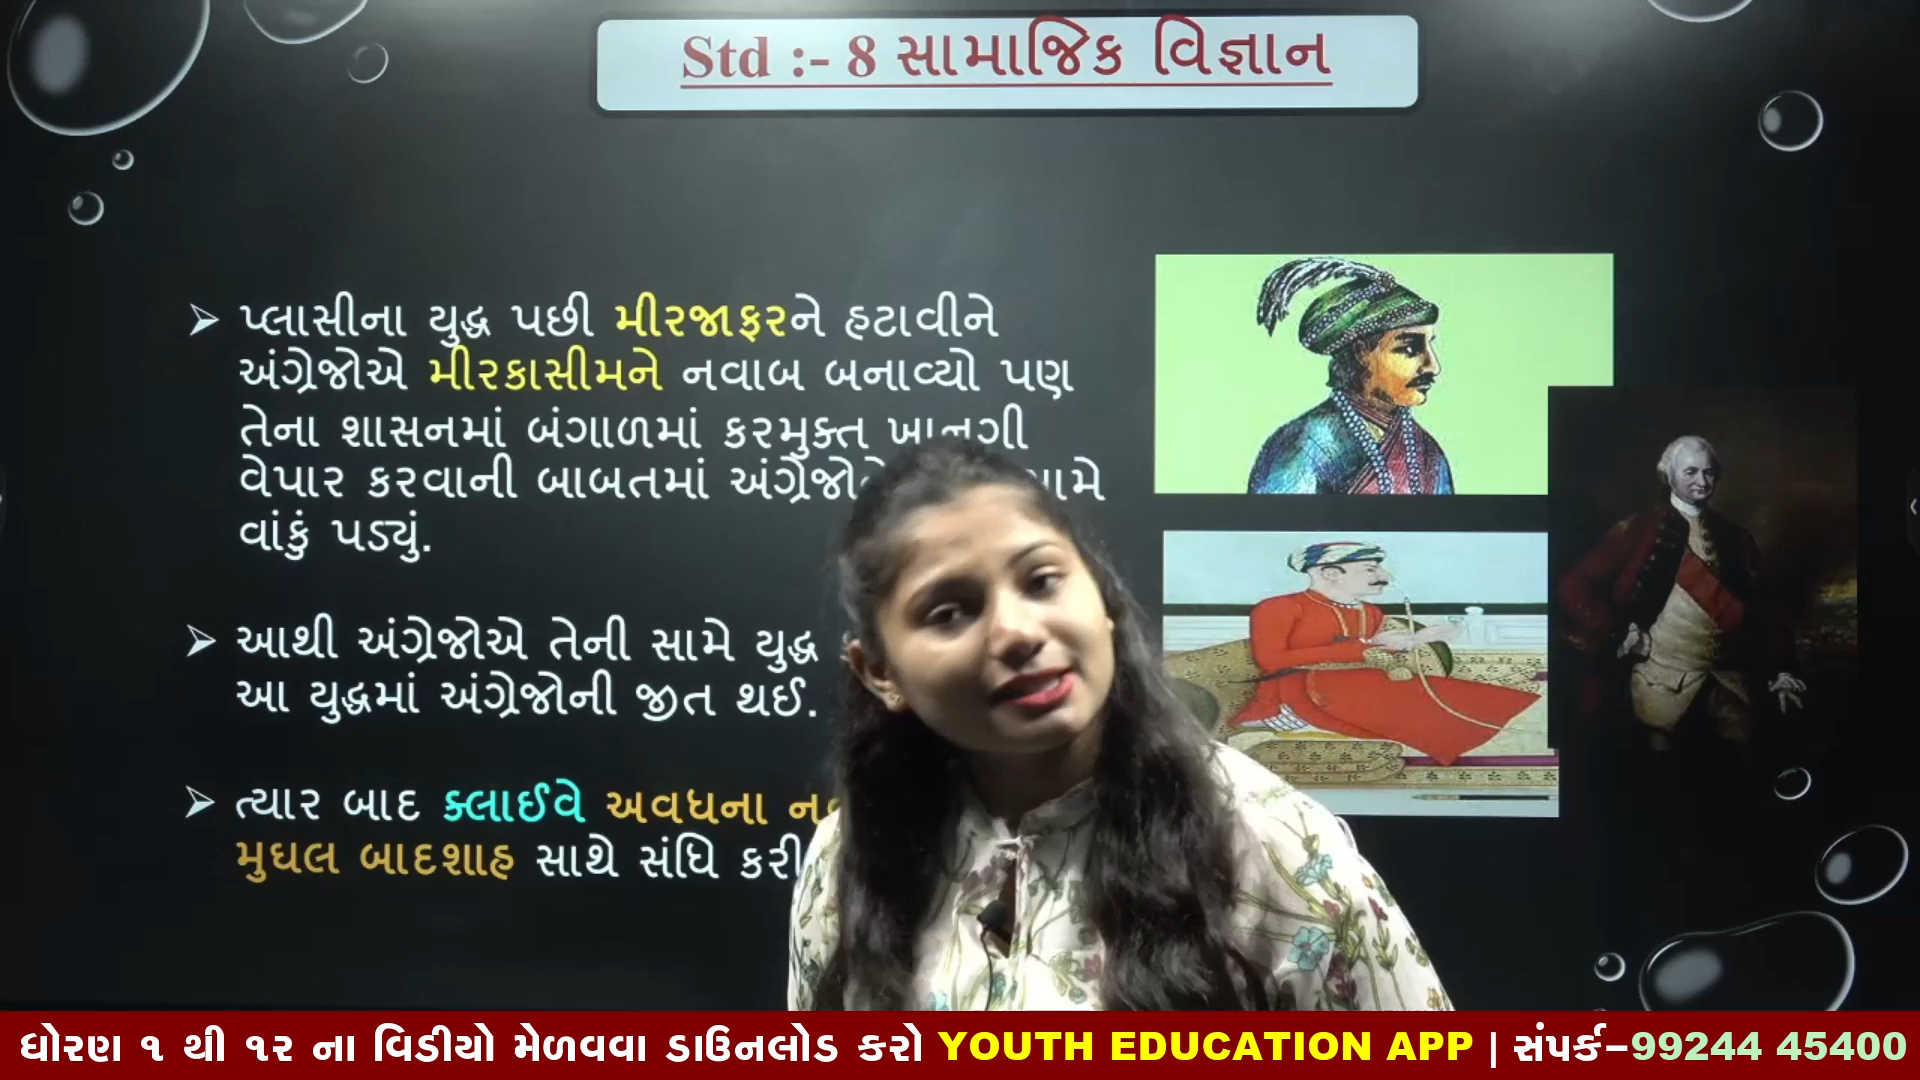 Std :- 8 સામાજિક વિજ્ઞાન
➢ પ્લાસીના યુદ્ધ પછી મીરજાફરને હટાવીને
અંગ્રેજોએ મીરકાસીમને નવાબ બનાવ્યો પણ
તેના શાસનમાં બંગાળમાં કરમુક્ત ખાનગી
વેપાર કરવાની બાબતમાં
વાંકું પડ્યું.
➢ આથી અંગ્રેજોએ તેની સામે યુદ્ધ
આ યુદ્ધમાં અંગ્રેજોની જીત થઈ.
➢ ત્યાર બાદ ક્લાઈવે અવધના
મુઘલ બાદશાહ સાથે સંધિ કરી
ધોરણ ૧ થી ૧૨ ના વિડીયો મેળવવા ડાઉનલોડ કરો YOUTH EDUCATION APP | સંપર્ક-99244 45400